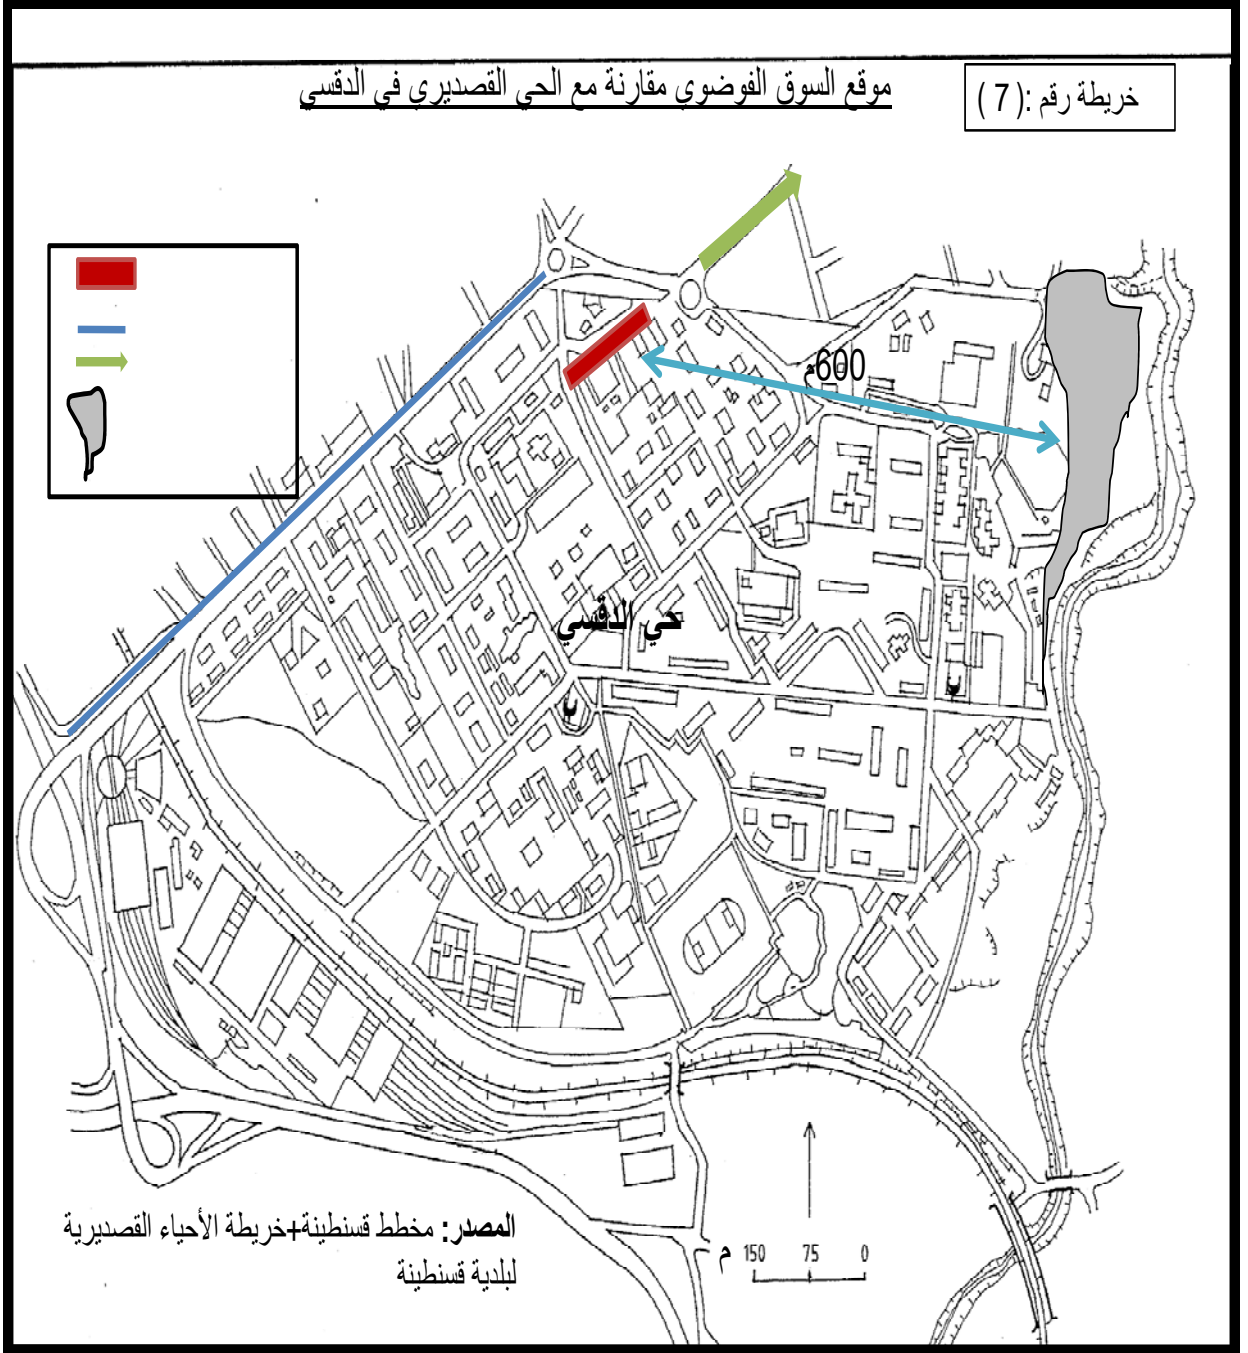 موقع السوق الفوضوي مقارنة مع الحي القصديري في الدقسي
خريطة رقم :( 7 )
600م
حي الدقسي
المصدر: مخطط قسنطينة+خريطة الأحياء القصديرية
لبلدية قسنطينة
م 150 75 0